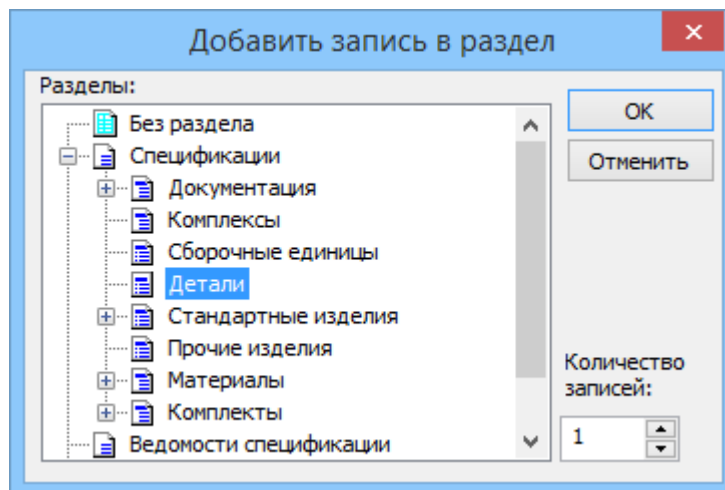 Добавить запись в раздел
Разделы:
Без раздела
Спецификации
Документация
Комплексы
Сборочные единицы
Детали
Стандартные изделия
Прочие изделия
Материалы
Комплекты
Ведомости спецификации
ОК
Отменить
Количество
записей:
1